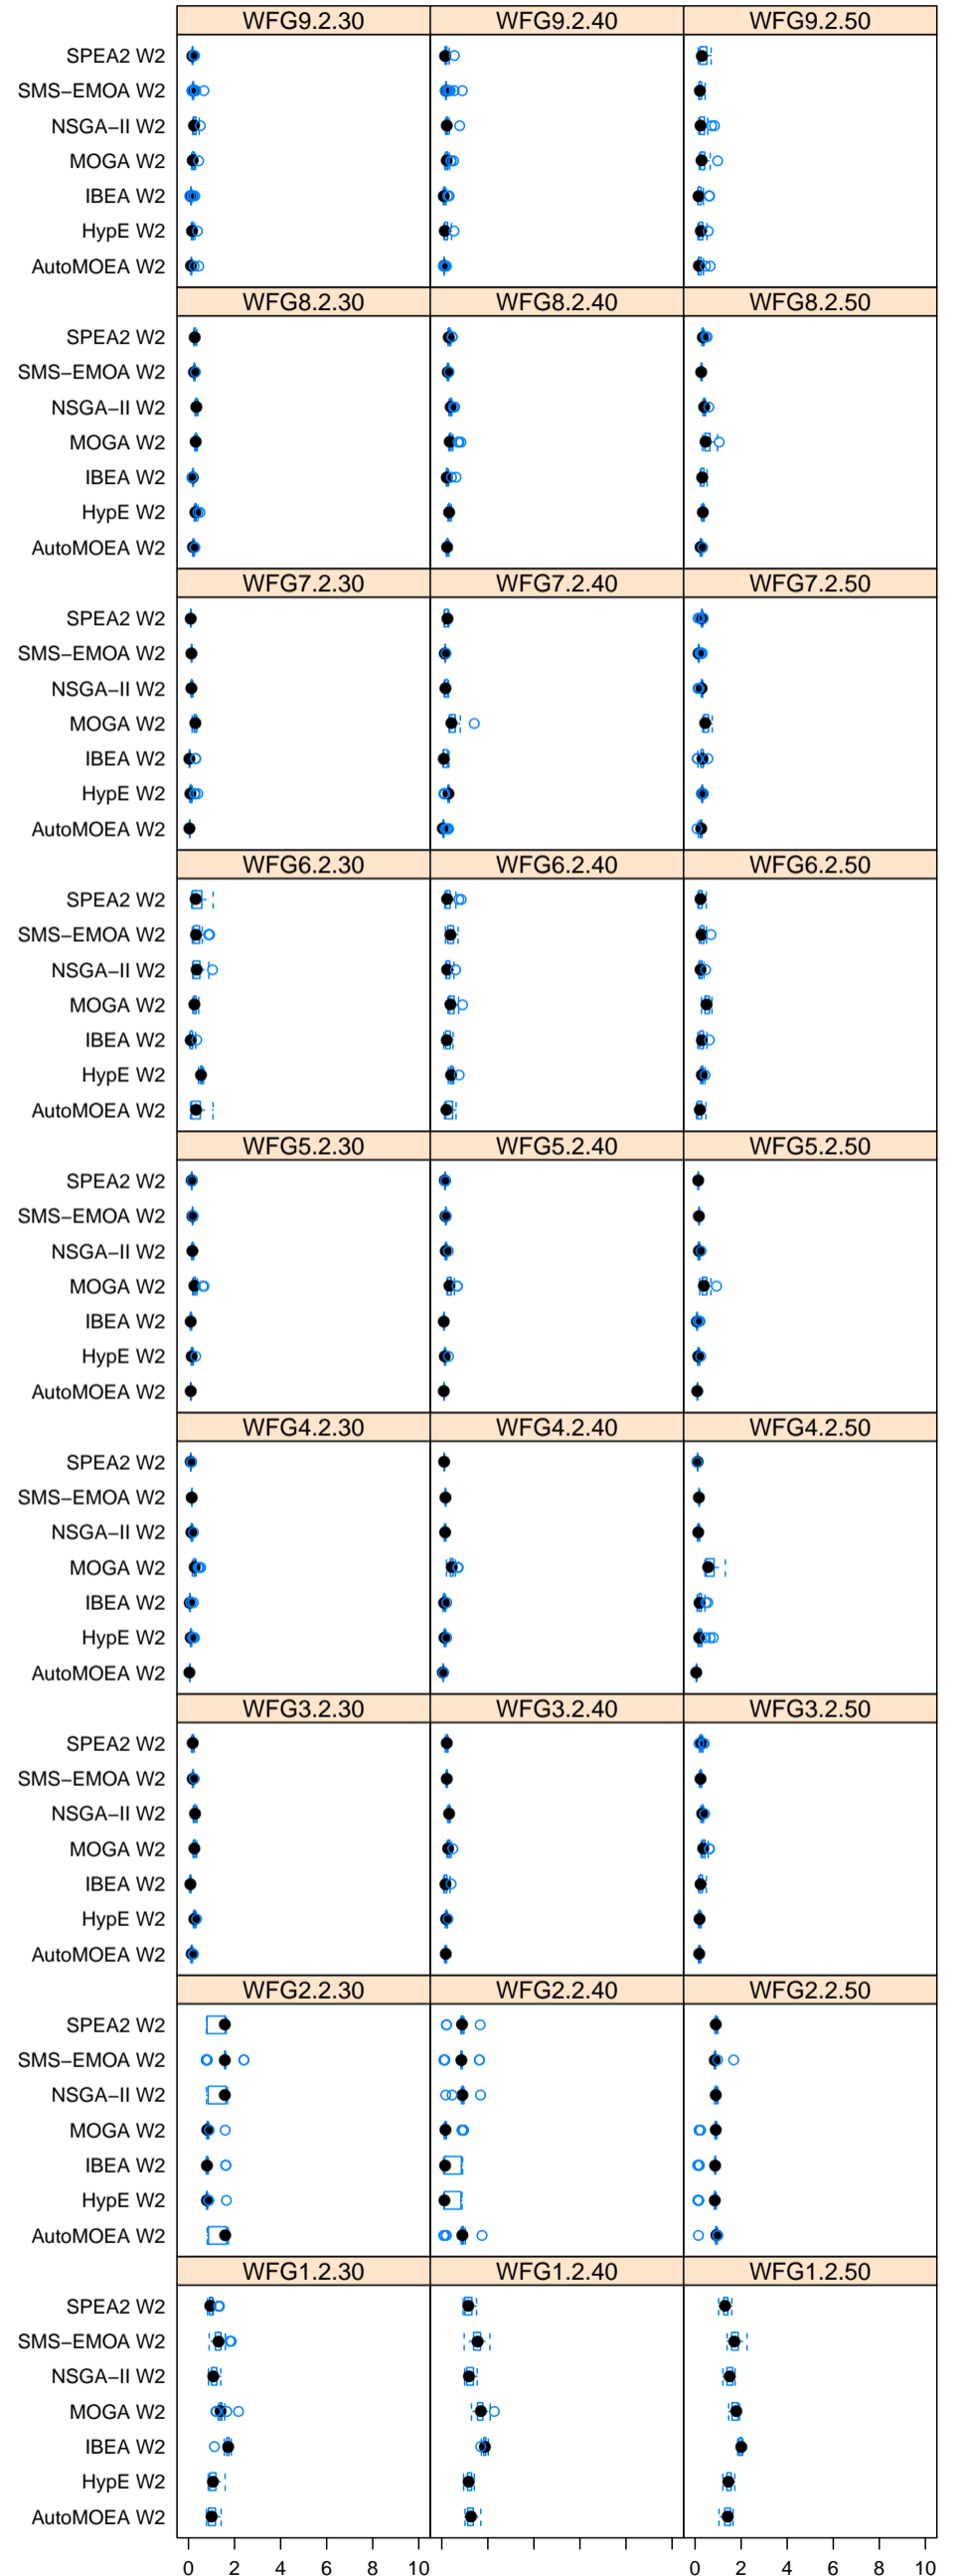 WFG9.2.30 WFG9.2.40 WFG9.2.50
SPEA2 W2
SMS−EMOA W2
NSGA−II W2
MOGA W2
IBEA W2
HypE W2
AutoMOEA W2
WFG8.2.30 WFG8.2.40 WFG8.2.50
SPEA2 W2
SMS−EMOA W2
NSGA−II W2
MOGA W2
IBEA W2
HypE W2
AutoMOEA W2
WFG7.2.30 WFG7.2.40 WFG7.2.50
SPEA2 W2
SMS−EMOA W2
NSGA−II W2
MOGA W2
IBEA W2
HypE W2
AutoMOEA W2
WFG6.2.30 WFG6.2.40 WFG6.2.50
SPEA2 W2
SMS−EMOA W2
NSGA−II W2
MOGA W2
IBEA W2
HypE W2
AutoMOEA W2
WFG5.2.30 WFG5.2.40 WFG5.2.50
SPEA2 W2
SMS−EMOA W2
NSGA−II W2
MOGA W2
IBEA W2
HypE W2
AutoMOEA W2
WFG4.2.30 WFG4.2.40 WFG4.2.50
SPEA2 W2
SMS−EMOA W2
NSGA−II W2
MOGA W2
IBEA W2
HypE W2
AutoMOEA W2
WFG3.2.30 WFG3.2.40 WFG3.2.50
SPEA2 W2
SMS−EMOA W2
NSGA−II W2
MOGA W2
IBEA W2
HypE W2
AutoMOEA W2
WFG2.2.30 WFG2.2.40 WFG2.2.50
SPEA2 W2
SMS−EMOA W2
NSGA−II W2
MOGA W2
IBEA W2
HypE W2
AutoMOEA W2
WFG1.2.30 WFG1.2.40 WFG1.2.50
SPEA2 W2
SMS−EMOA W2
NSGA−II W2
MOGA W2
IBEA W2
HypE W2
AutoMOEA W2
0 2 4 6 8 10 0 2 4 6 8 10